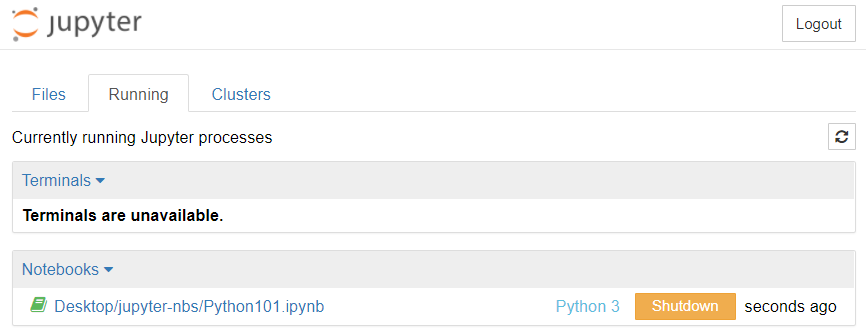 jupyter
Logout
Files Running Clusters
Currently running Jupyter processes
Terminals
Terminals are unavailable.
Notebooks
Desktop/jupyter-nbs/Python101.ipynb Python 3 Shutdown seconds ago